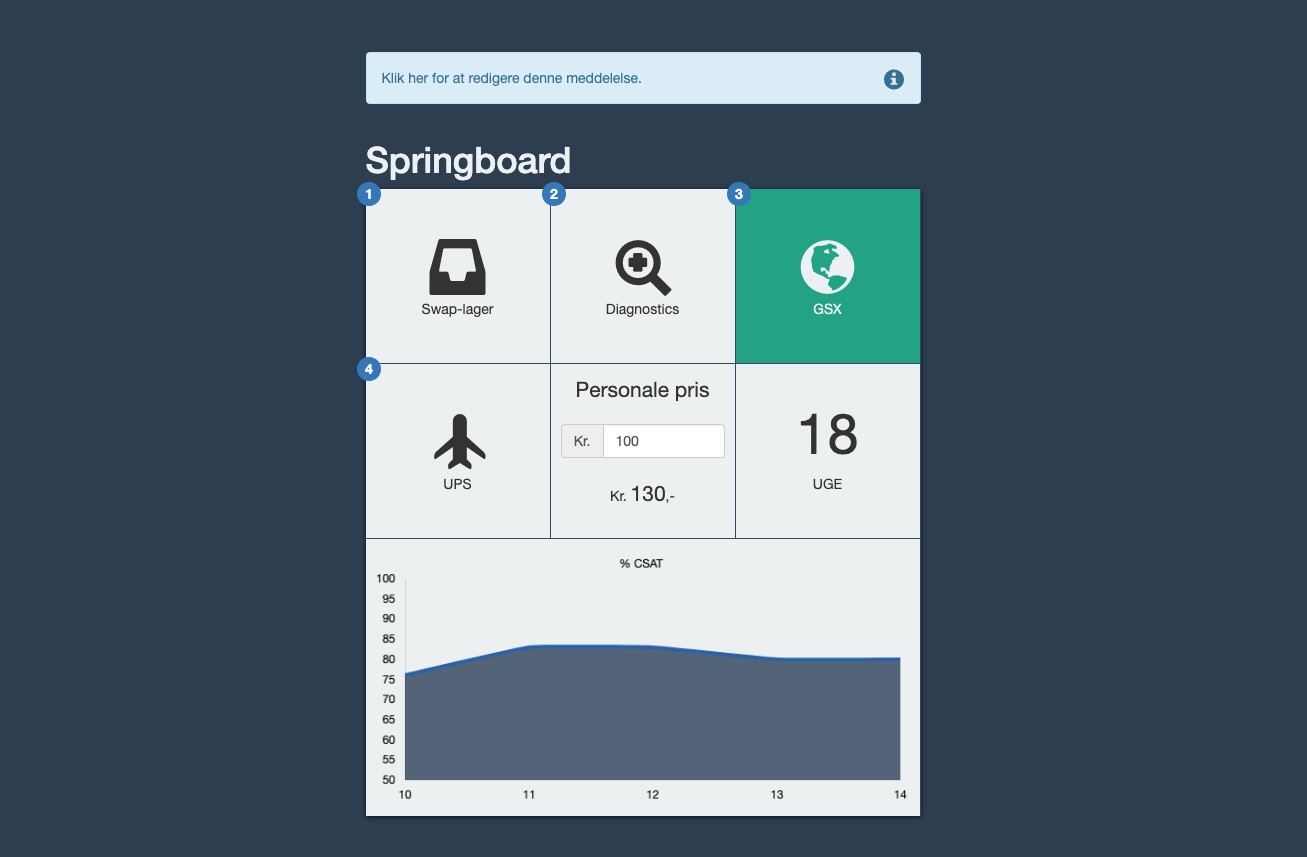 Klik her for at redigere denne meddelelse.
Springboard
1
2
3
Swap-lager
Diagnostics
GSX
4
UPS
Personale pris
Kr. 100
Kr. 130,-
18
UGE
% CSAT
100
95
90
85
80
75
70
65
60
55
50
10 11 12 13 14